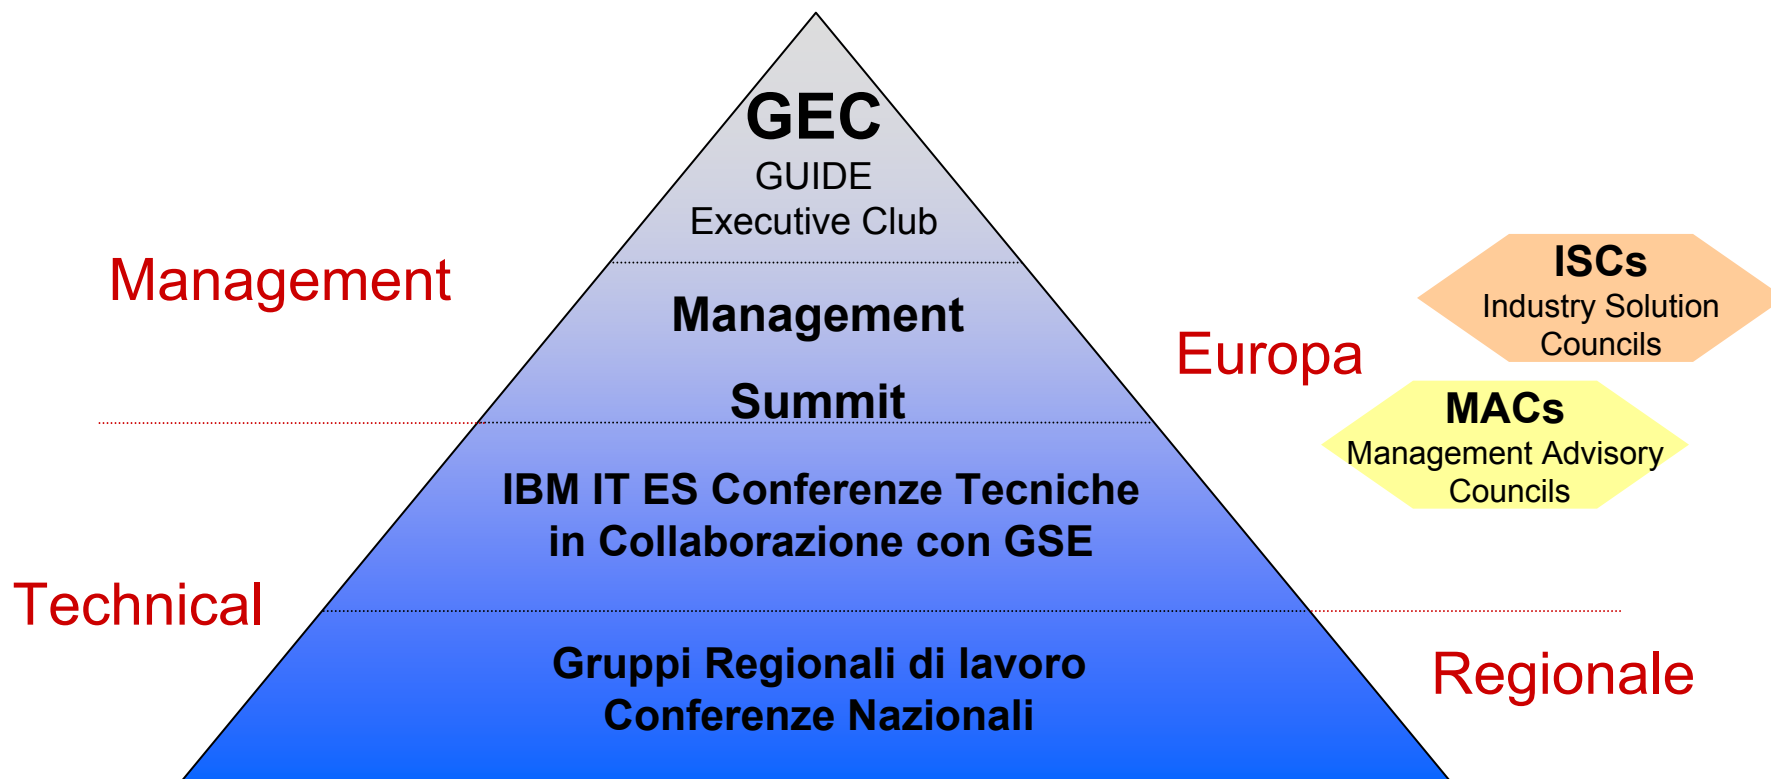 GEC
GUIDE
Executive Club
Management
Management
Summit
Europa
ISCs
Industry Solution
Councils
MACs
Management Advisory
Councils
IBM IT ES Conferenze Tecniche
in Collaborazione con GSE
Technical
Gruppi Regionali di lavoro
Conferenze Nazionali
Regionale